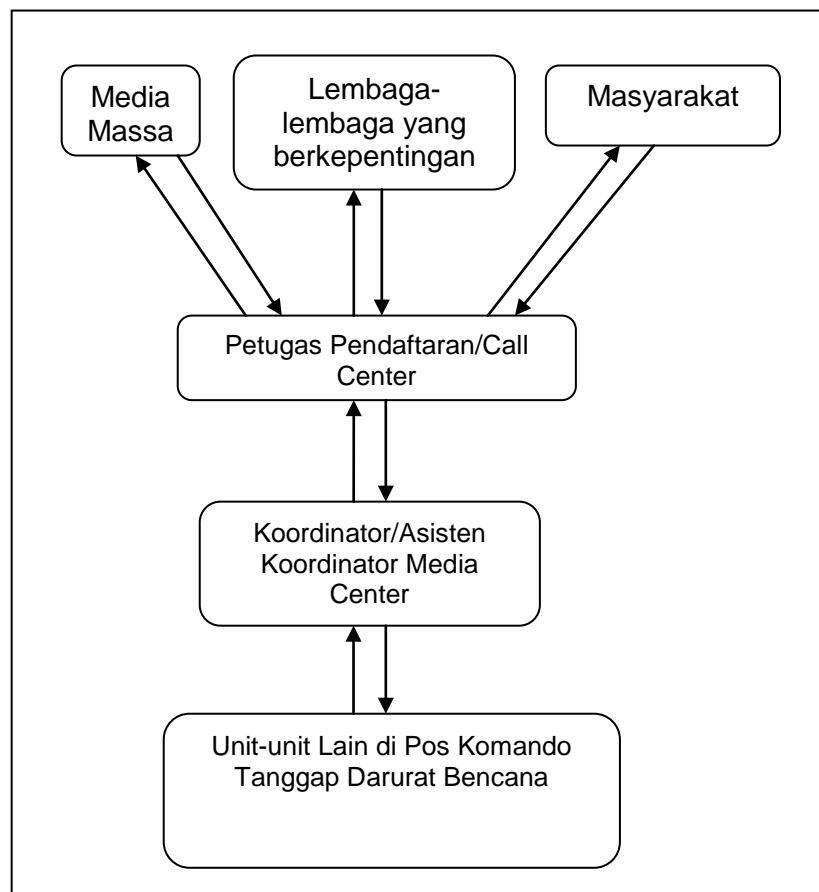 Media
Massa
Lembaga-
lembaga yang
berkepentingan
Masyarakat
Petugas Pendaftaran/Call
Center
Koordinator/Asisten
Koordinator Media
Center
Unit-unit Lain di Pos Komando
Tanggap Darurat Bencana